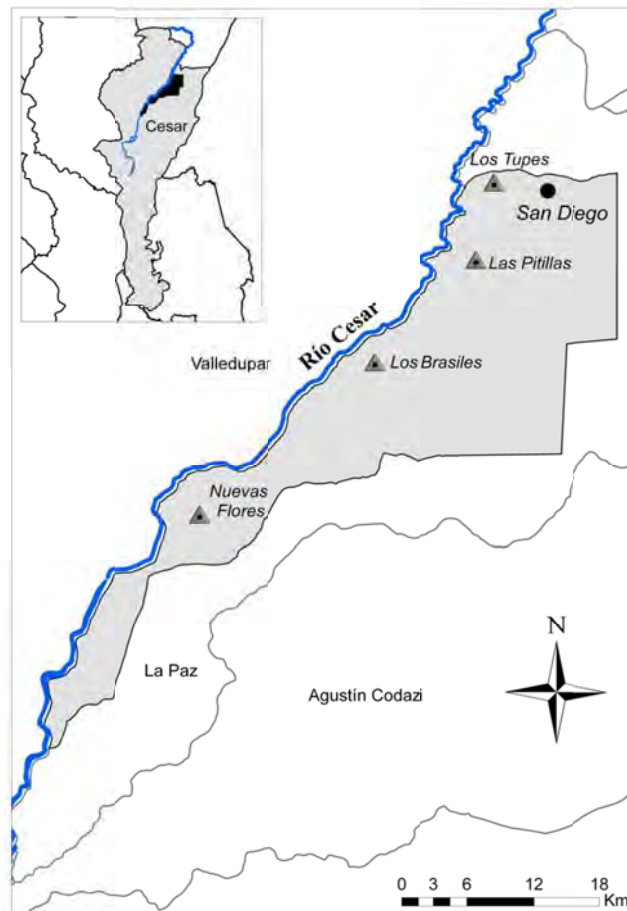 Cesar
Los Tupes
San Diego
Las Pitillas
Río Cesar
Valledupar
Los Brasiles
Nuevas
Flores
La Paz
Agustín Codazi
N
0 3 6 12 18
Km